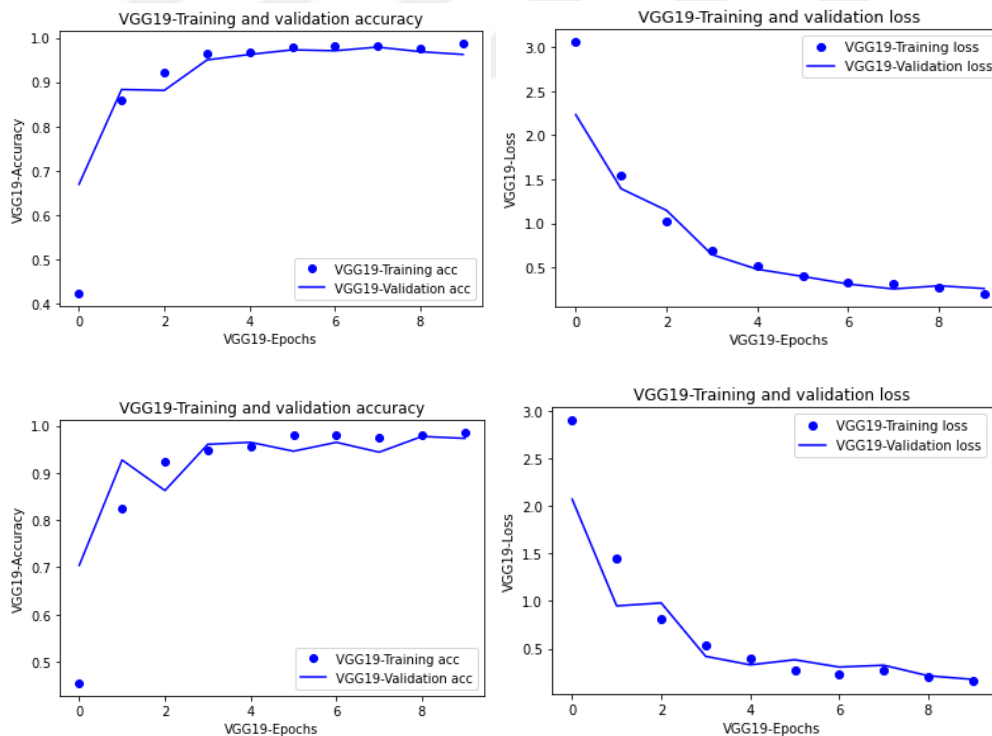 VGG19-Training and validation accuracy
1.0
0.9
0.8
0.7
0.6
0.5
0.4
VGG19-Accuracy
VGG19-Training acc
VGG19-Validation acc
0 2 4 6 8
VGG19-Epochs
VGG19-Training and validation loss
3.0
2.5
2.0
1.5
1.0
0.5
VGG19-Loss
VGG19-Training loss
VGG19-Validation loss
0 2 4 6 8
VGG19-Epochs
VGG19-Training and validation accuracy
1.0
0.9
0.8
0.7
0.6
0.5
VGG19-Accuracy
VGG19-Training acc
VGG19-Validation acc
0 2 4 6 8
VGG19-Epochs
VGG19-Training and validation loss
3.0
2.5
2.0
1.5
1.0
0.5
VGG19-Loss
VGG19-Training loss
VGG19-Validation loss
0 2 4 6 8
VGG19-Epochs